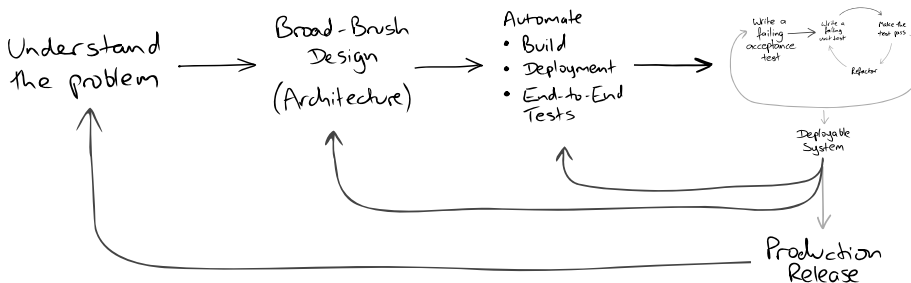 Understand
the problem
Broad-Brush
Design
(Architecture)
Automate
• Build
• Deployment
• End-to-End
Tests
Write a
failing
acceptance
test
Write a
failing
unit test
Make the
test pass
Refactor
Deployable
System
Production
Release